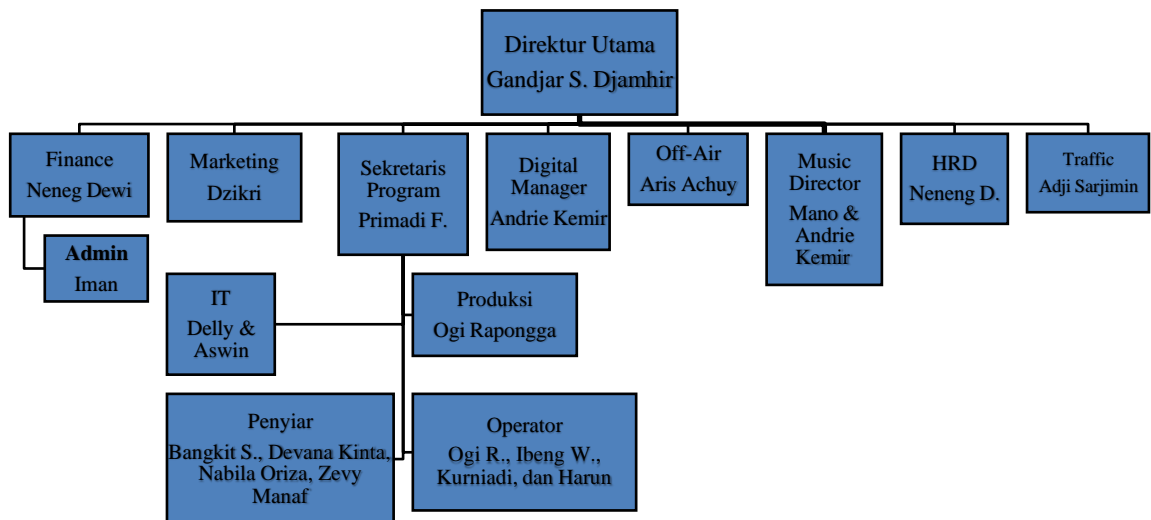 Direktur Utama
Gandjar S. Djamhir
Finance
Neneg Dewi
Marketing
Dzikri
Sekretaris
Program
Primadi F.
Digital
Manager
Andrie Kemir
Off-Air
Aris Achuy
Music
Director
Mano &
Andrie
Kemir
HRD
Neneng D.
Traffic
Adji Sarjimin
Admin
Iman
IT
Delly &
Aswin
Produksi
Ogi Rapongga
Penyiar
Bangkit S., Devana Kinta,
Nabila Oriza, Zevy
Manaf
Operator
Ogi R., Ibeng W.,
Kurniadi, dan Harun